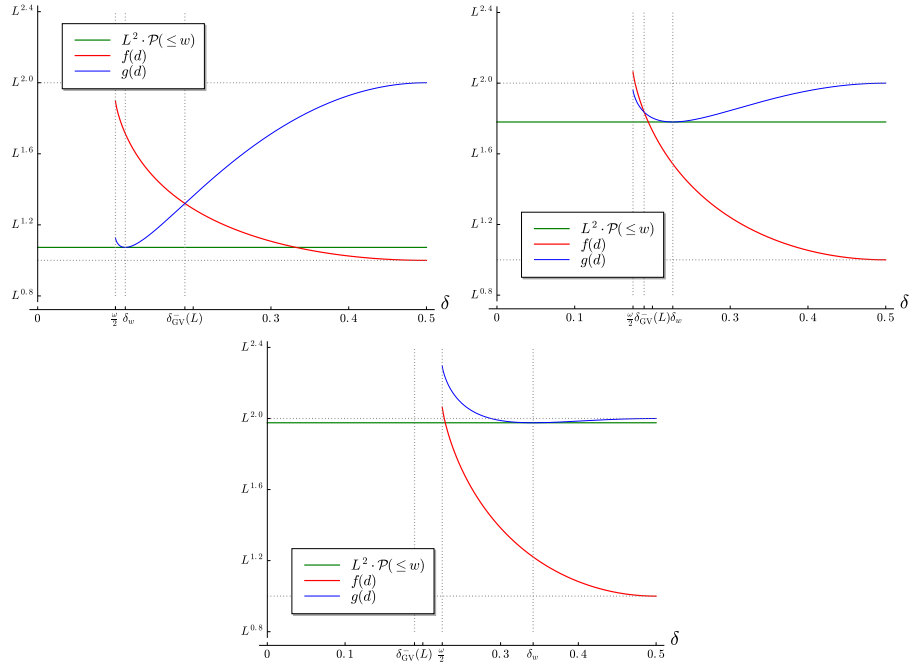 L^2.4
L^2.0
L^1.6
L^1.2
L^0.8
L^2 · P(≤ w)
f(d)
g(d)
0 ω/2 δ_w δ_GV^−(L) 0.3 0.4 0.5 δ
L^2.4
L^2.0
L^1.6
L^1.2
L^0.8
L^2 · P(≤ w)
f(d)
g(d)
0 0.1 ω/2 δ_GV^−(L) δ_w 0.3 0.4 0.5 δ
L^2.4
L^2.0
L^1.6
L^1.2
L^0.8
L^2 · P(≤ w)
f(d)
g(d)
0 0.1 δ_GV^−(L) ω/2 0.3 δ_w 0.4 0.5 δ